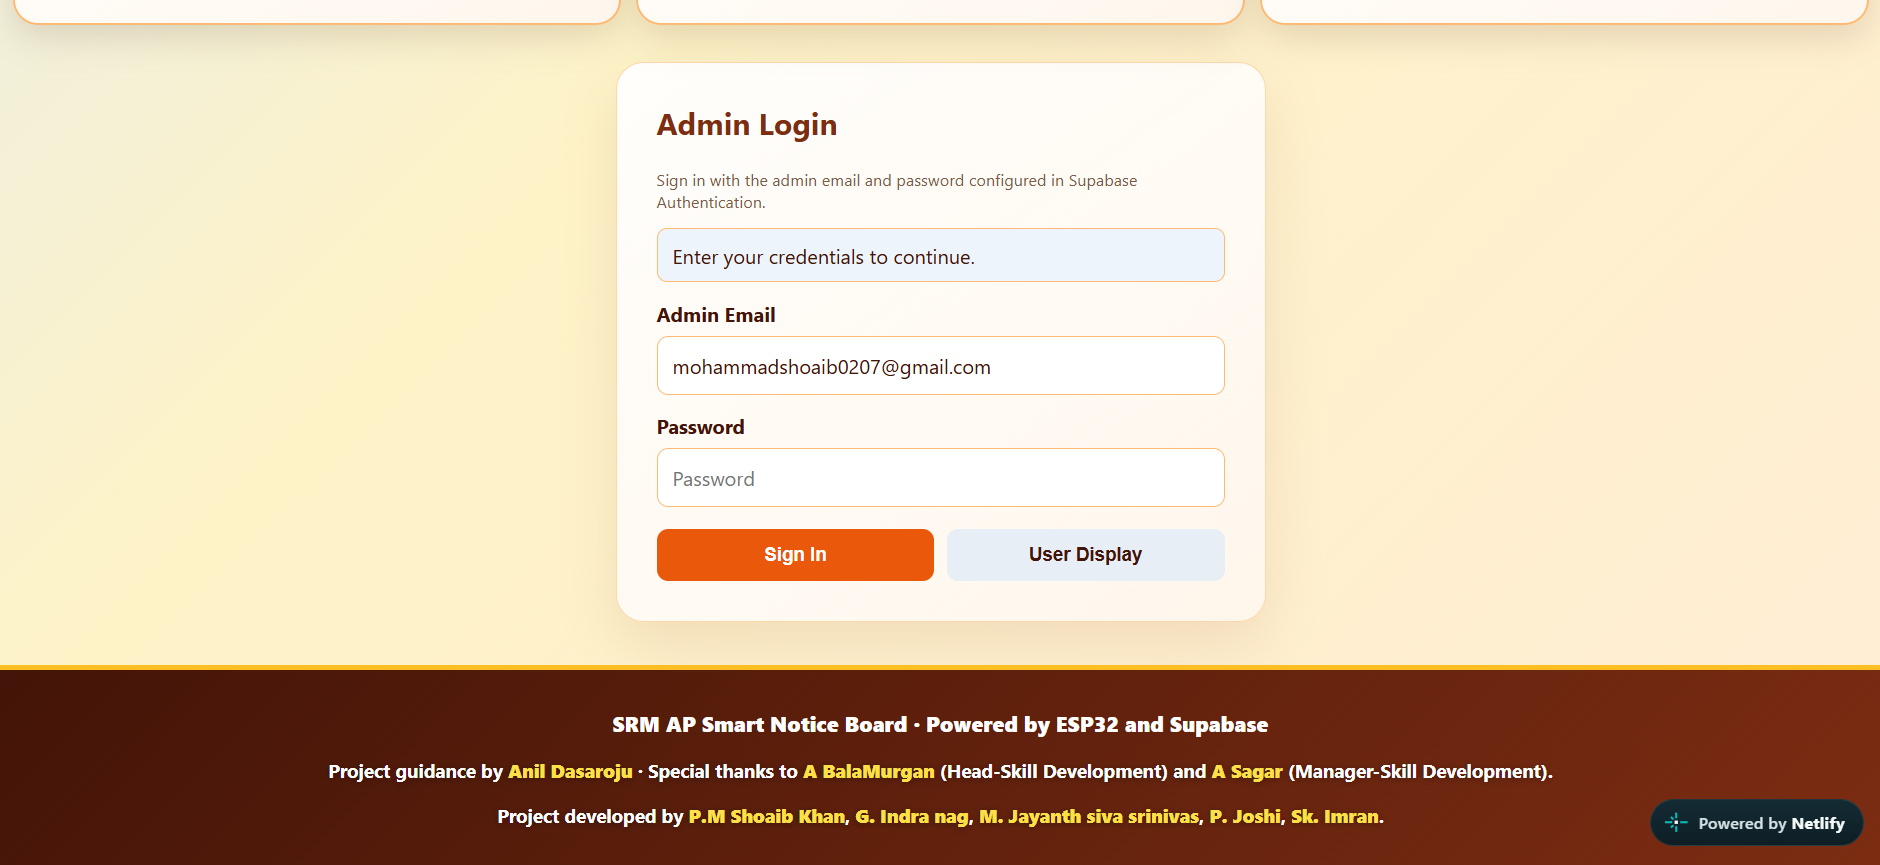 Admin Login
Sign in with the admin email and password configured in Supabase
Authentication.
Enter your credentials to continue.
Admin Email
mohammadshoaib0207@gmail.com
Password
Password
Sign In
User Display
SRM AP Smart Notice Board · Powered by ESP32 and Supabase
Project guidance by Anil Dasaroju · Special thanks to A BalaMurgan (Head-Skill Development) and A Sagar (Manager-Skill Development).
Project developed by P.M Shoaib Khan, G. Indra nag, M. Jayanth siva srinivas, P. Joshi, Sk. Imran.
Powered by Netlify